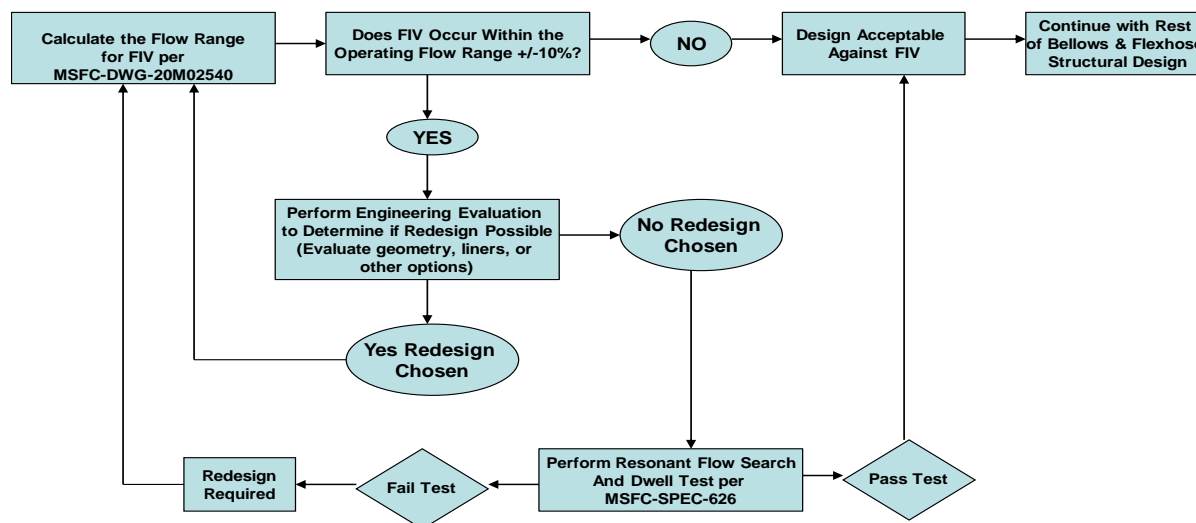 Calculate the Flow Range
for FIV per
MSFC-DWG-20M02540
Does FIV Occur Within the
Operating Flow Range +/-10%?
NO
Design Acceptable
Against FIV
Continue with Rest
of Bellows & Flexhose
Structural Design
YES
Perform Engineering Evaluation
to Determine if Redesign Possible
(Evaluate geometry, liners, or
other options)
No Redesign
Chosen
Yes Redesign
Chosen
Redesign
Required
Fail Test
Perform Resonant Flow Search
And Dwell Test per
MSFC-SPEC-626
Pass Test